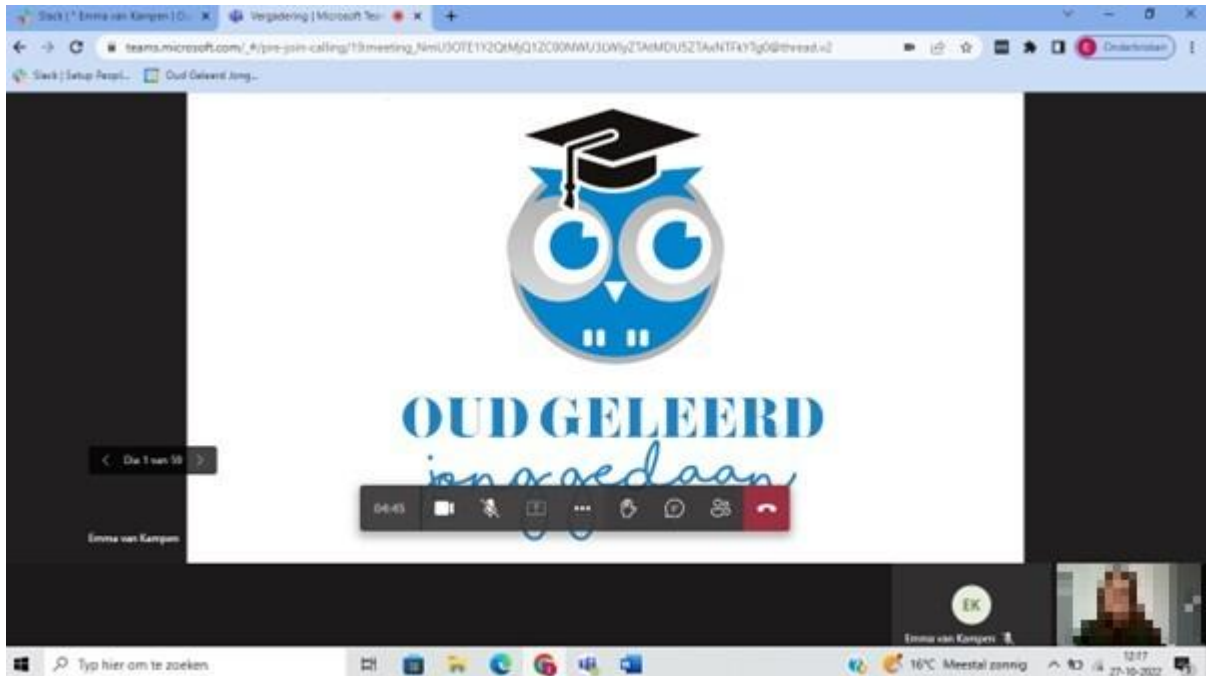 Slack | * Emma van Kampen | O...
Vergadering | Microsoft Tea
teams.microsoft.com/_#/pre-join-calling/19:meeting_
Onderbroken
Slack | Setup Peopl...
Oud Geleerd Jong...
OUD GELEERD
jong gedaan
Dia 1 van 59
04:45
Emma van Kampen
EK
Emma van Kampen
Typ hier om te zoeken
16°C Meestal zonnig
12:17
27-10-2022